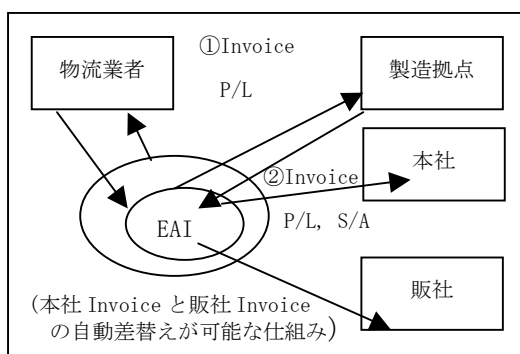 ①Invoice
物流業者
製造拠点
P/L
本社
②Invoice
EAI
P/L, S/A
販社
(本社 Invoice と販社 Invoice
の自動差替えが可能な仕組み)